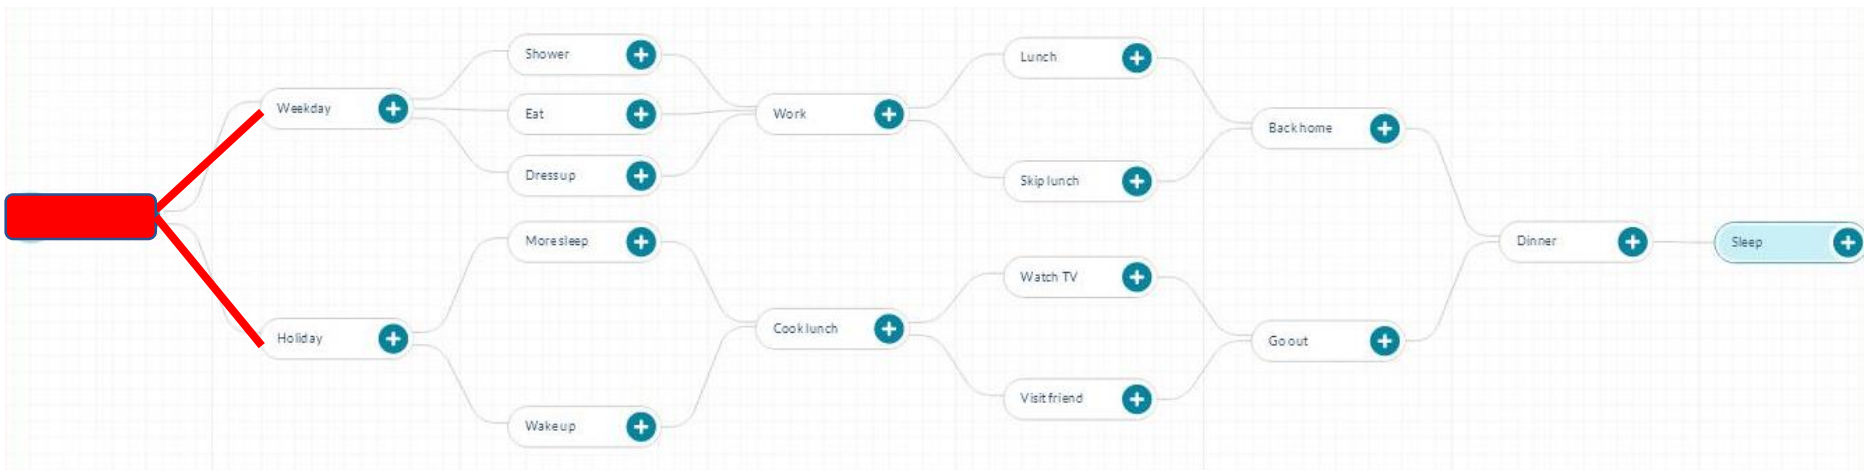 Shower
Lunch
Weekday
Eat
Work
Back home
Dress up
Skip lunch
More sleep
Dinner
Sleep
Watch TV
Holiday
Cook lunch
Go out
Visit friend
Wake up